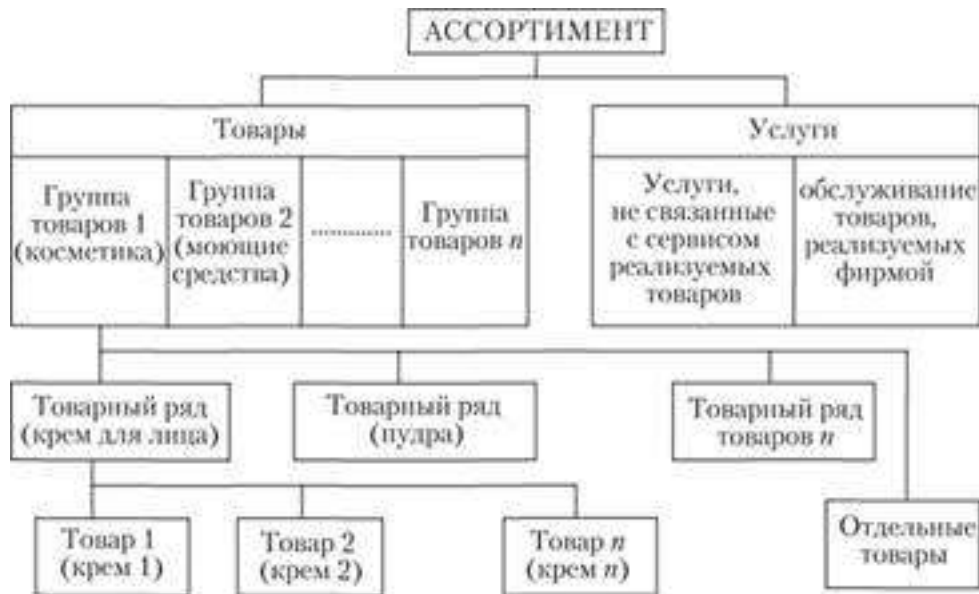 АССОРТИМЕНТ
Товары
Услуги
Группа
товаров 1
(косметика)
Группа
товаров 2
(моющие
средства)
Группа
товаров n
Услуги,
не связанные
с сервисом
реализуемых
товаров
обслуживание
товаров,
реализуемых
фирмой
Товарный ряд
(крем для лица)
Товарный ряд
(пудра)
Товарный ряд
товаров n
Товар 1
(крем 1)
Товар 2
(крем 2)
Товар n
(крем n)
Отдельные
товары